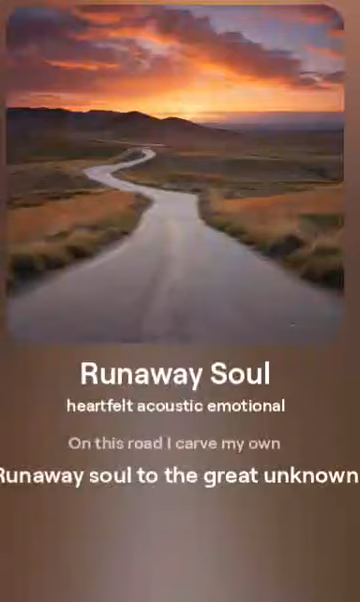 Runaway Soul
heartfelt acoustic emotional
On this road I carve my own
Runaway soul to the great unknown